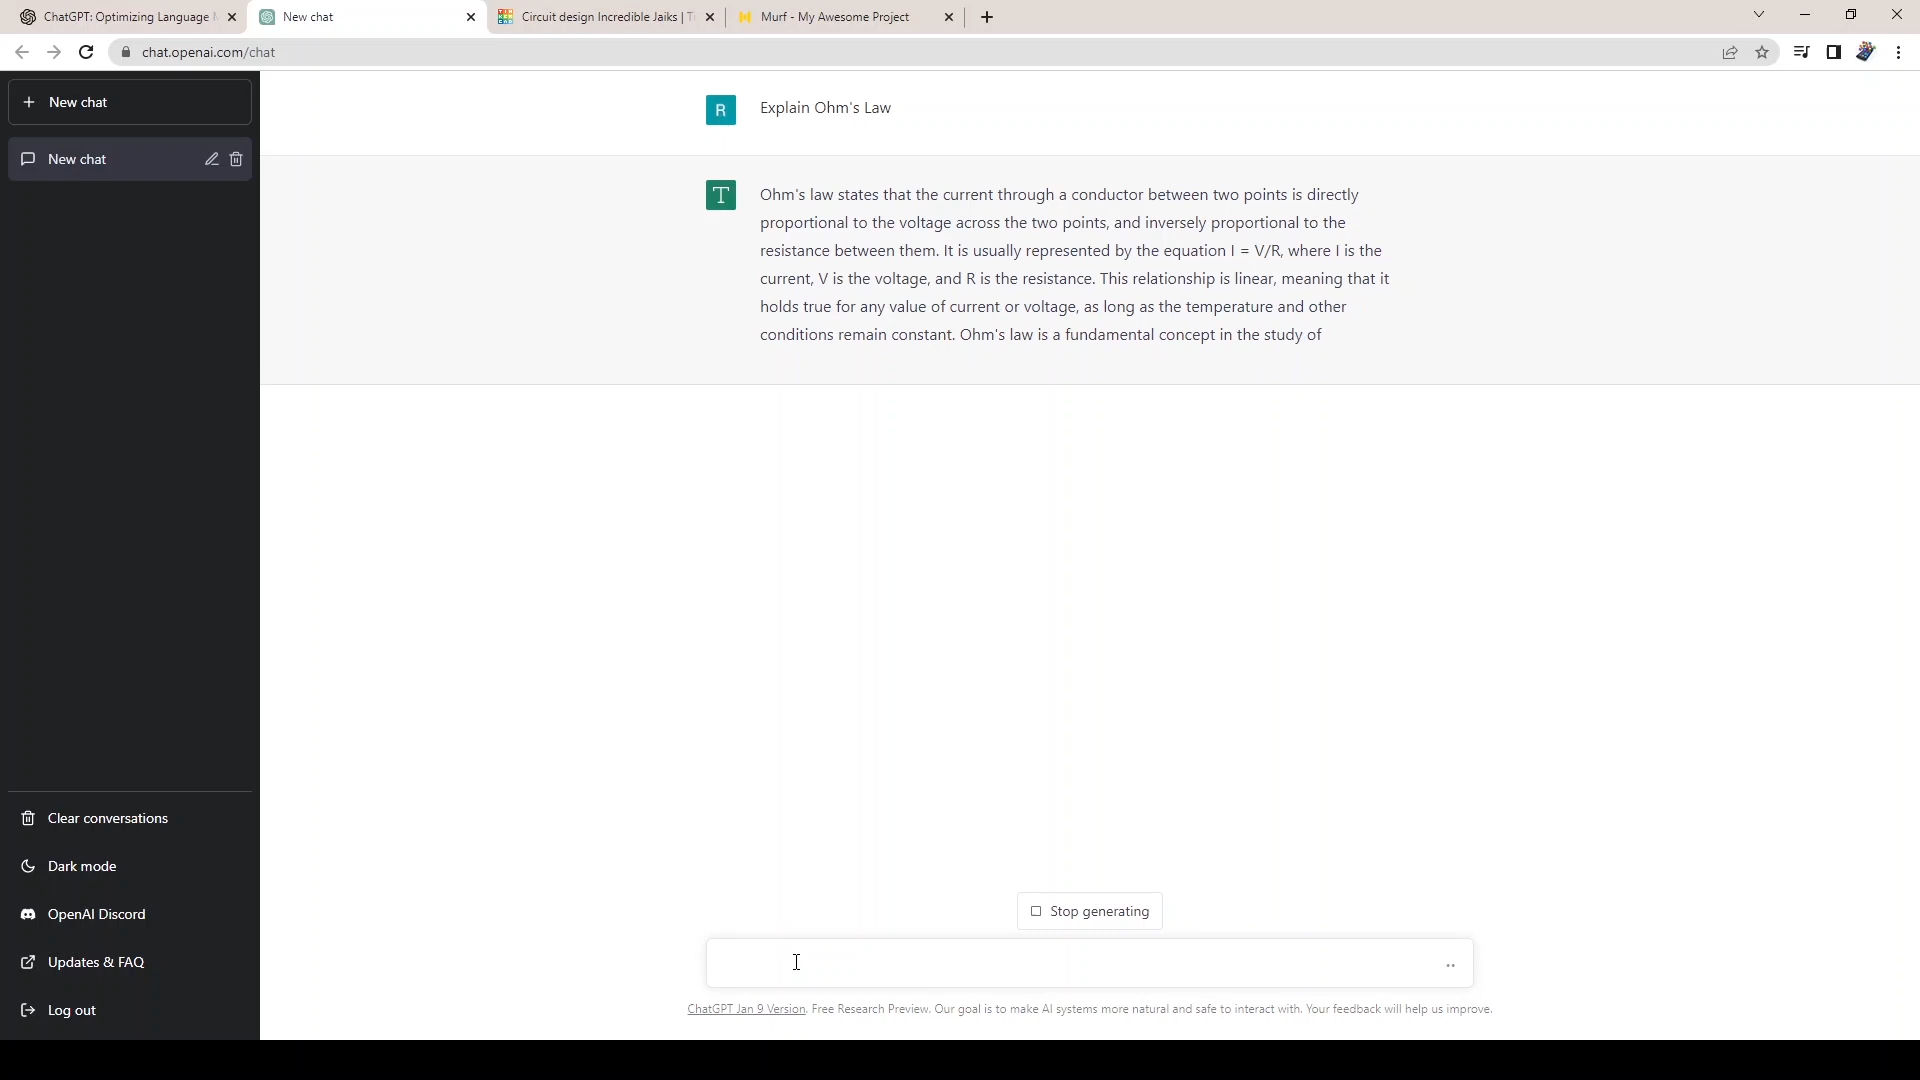 ChatGPT: Optimizing Language
New chat
Circuit design Incredible Jaiks |
Murf - My Awesome Project
chat.openai.com/chat
New chat
New chat
R
Explain Ohm's Law
T
Ohm's law states that the current through a conductor between two points is directly
proportional to the voltage across the two points, and inversely proportional to the
resistance between them. It is usually represented by the equation I = V/R, where I is the
current, V is the voltage, and R is the resistance. This relationship is linear, meaning that it
holds true for any value of current or voltage, as long as the temperature and other
conditions remain constant. Ohm's law is a fundamental concept in the study of
Clear conversations
Dark mode
OpenAI Discord
Updates & FAQ
Log out
Stop generating
ChatGPT Jan 9 Version. Free Research Preview. Our goal is to make AI systems more natural and safe to interact with. Your feedback will help us improve.